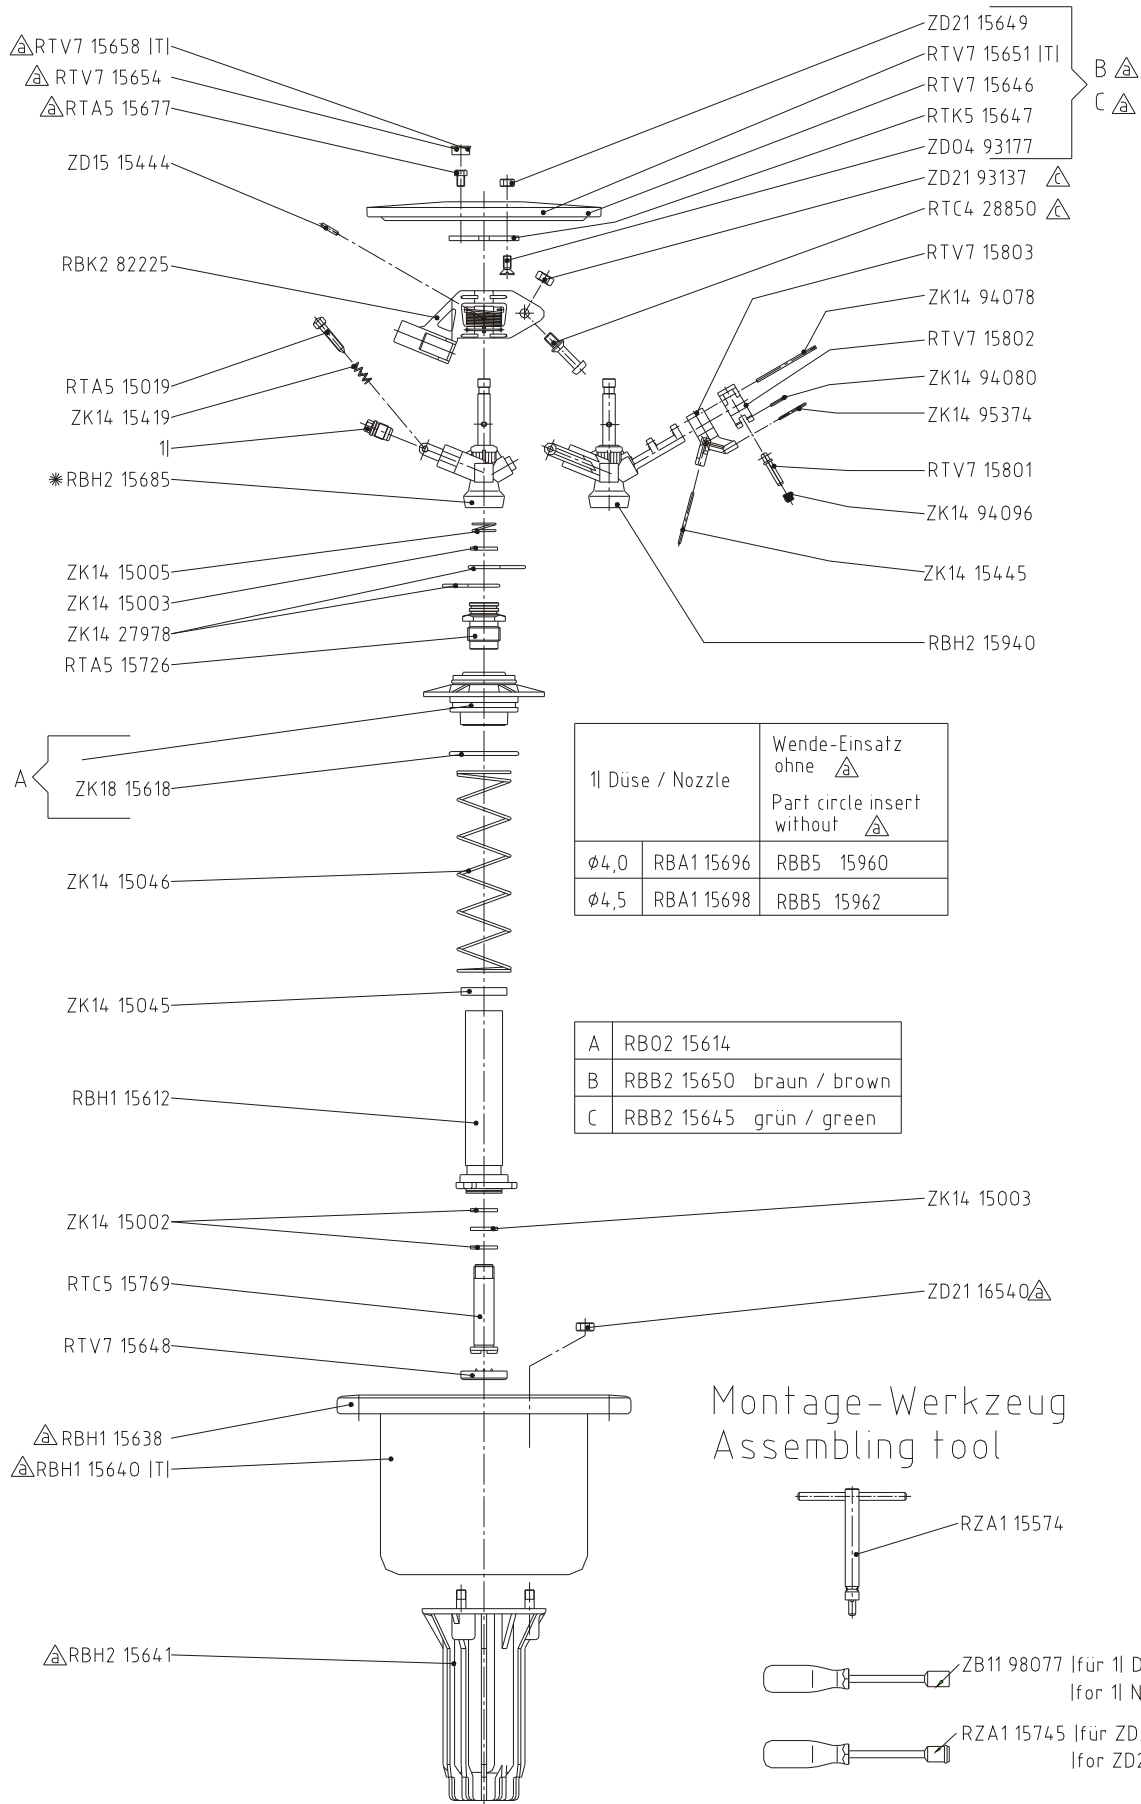 a RTV7 15658 |T|
a RTV7 15654
a RTA5 15677
ZD15 15444
RBK2 82225
RTA5 15019
ZK14 15419
1|
✳ RBH2 15685
ZK14 15005
ZK14 15003
ZK14 27978
RTA5 15726
A
ZK18 15618
ZK14 15046
ZK14 15045
RBH1 15612
ZK14 15002
RTC5 15769
RTV7 15648
a RBH1 15638
a RBH1 15640 |T|
a RBH2 15641
ZD21 15649
RTV7 15651 |T|
RTV7 15646
RTK5 15647
ZD04 93177
B a
C a
ZD21 93137 c
RTC4 28850 c
RTV7 15803
ZK14 94078
RTV7 15802
ZK14 94080
ZK14 95374
RTV7 15801
ZK14 94096
ZK14 15445
RBH2 15940
1| Düse / Nozzle
Wende-Einsatz
ohne a
Part circle insert
without a
φ4,0 RBA1 15696 RBB5 15960
φ4,5 RBA1 15698 RBB5 15962
A RBO2 15614
B RBB2 15650 braun / brown
C RBB2 15645 grün / green
ZK14 15003
ZD21 16540 a
Montage-Werkzeug
Assembling tool
RZA1 15574
ZB11 98077 |für 1| D
|for 1| N
RZA1 15745 |für ZD
|for ZD2